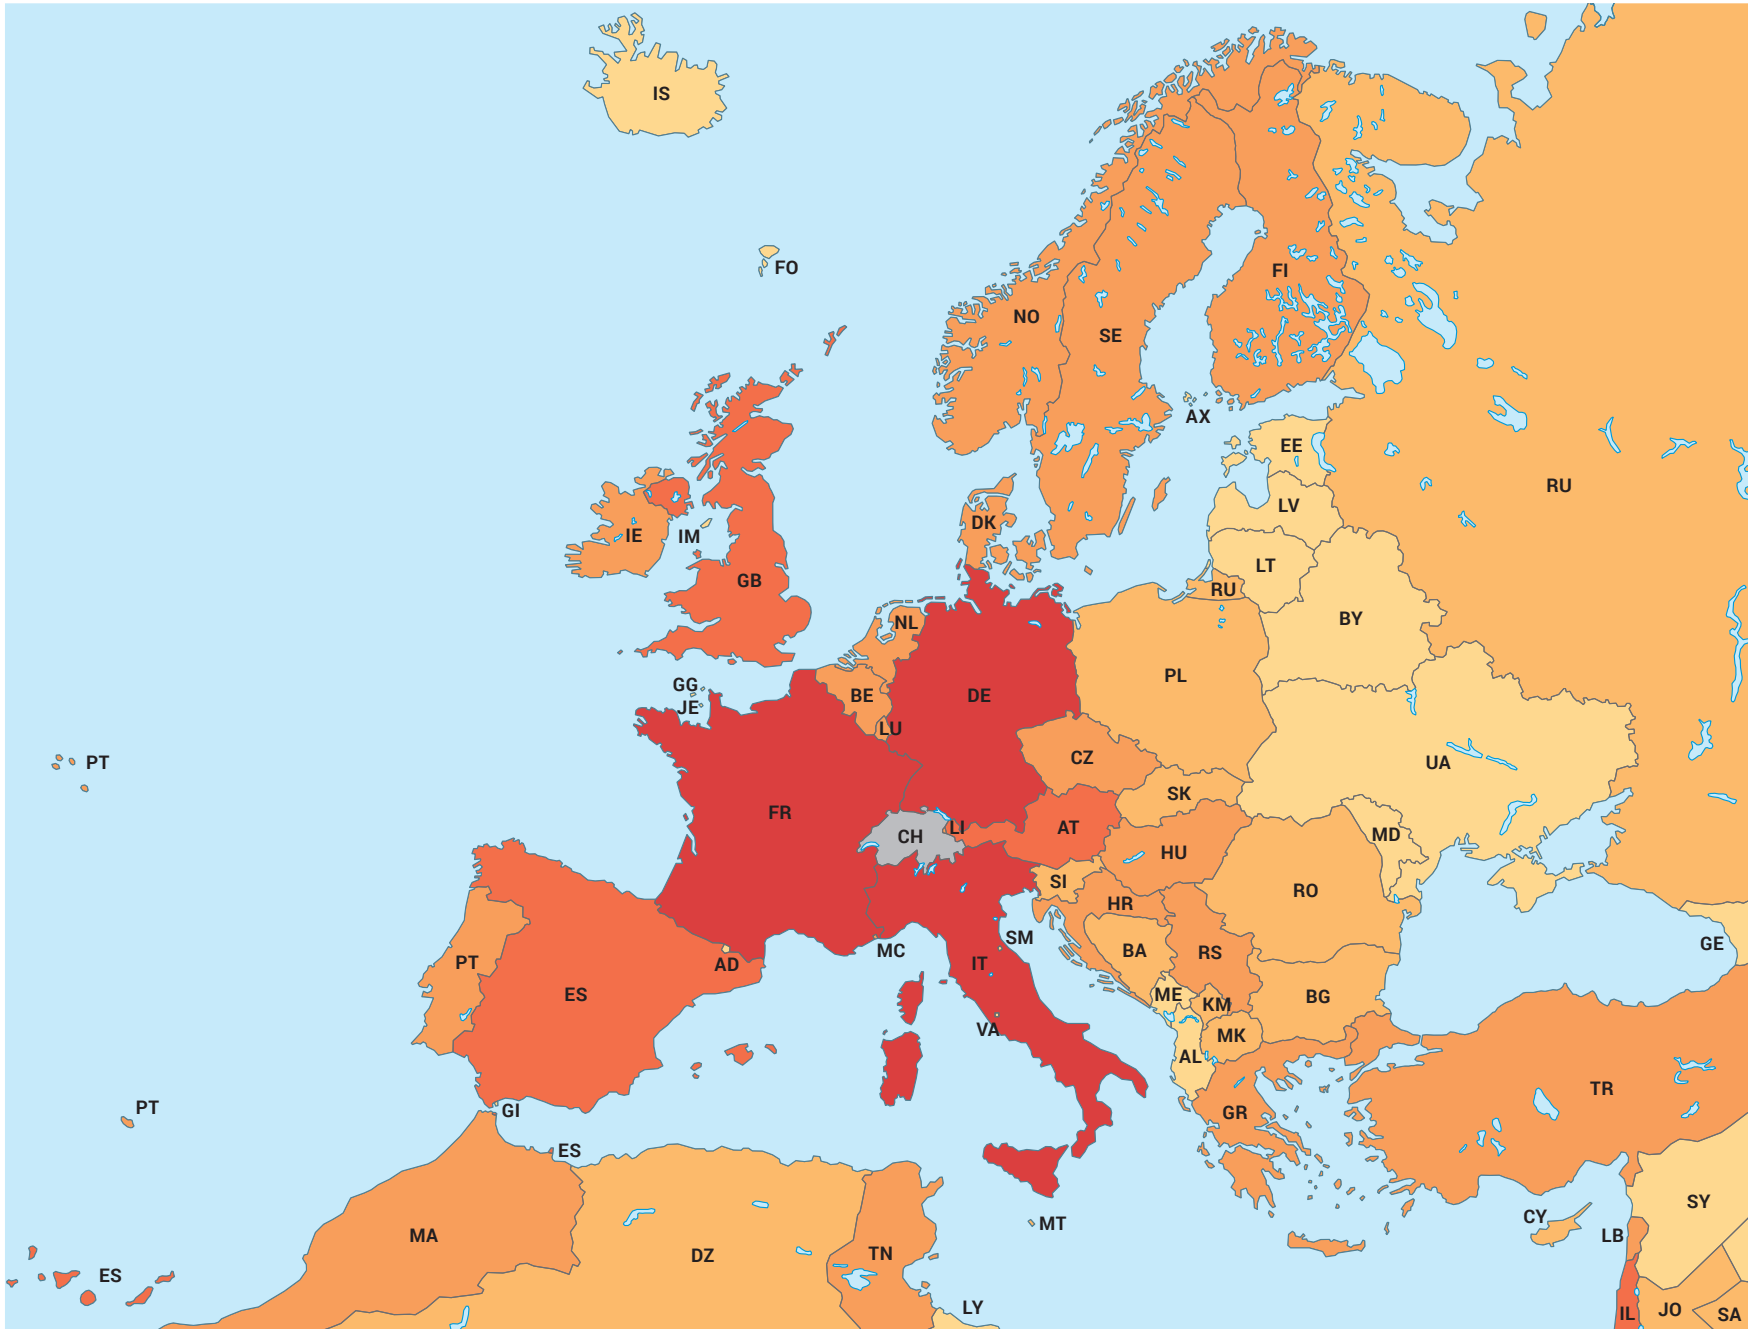 IS
FO
NO
FI
SE
AX
EE
RU
LV
DK
IE
IM
LT
GB
RU
NL
BY
PL
GG
BE
DE
JE
LU
CZ
PT
UA
SK
FR
LI
AT
MD
CH
HU
SI
RO
HR
SM
GE
MC
BA
RS
PT
AD
IT
ES
ME
BG
KM
VA
MK
AL
TR
PT
GI
GR
ES
SY
CY
MT
LB
MA
DZ
TN
ES
LY
IL
JO
SA